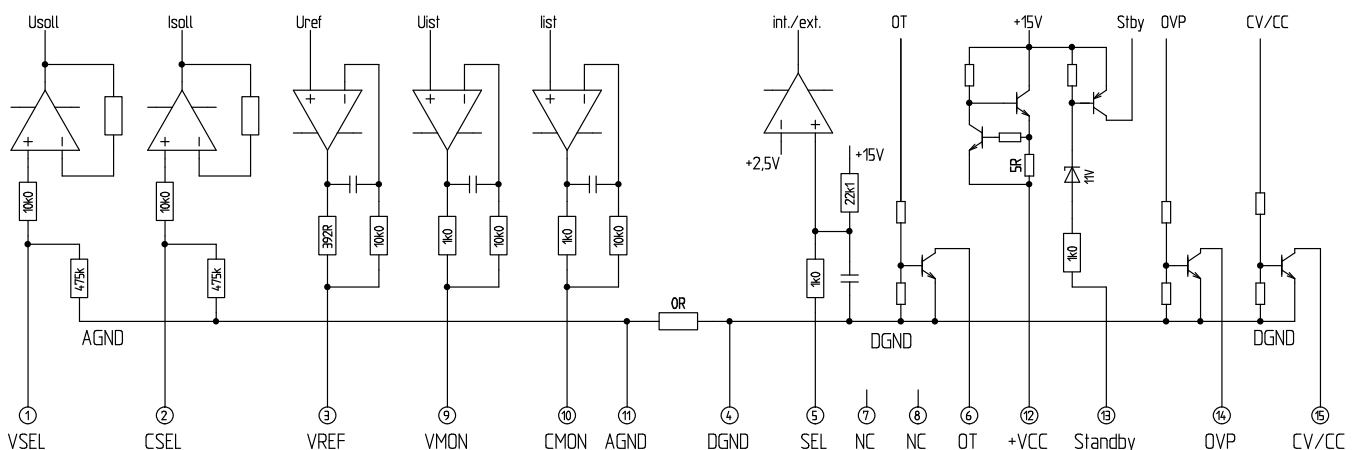 Usoll Isoll Uref Uist Iist int./ext. OT +15V Stby OVP CV/CC
+ − + − + − + − + − − +
+2,5V +15V
5R 11V
10k0 10k0 22k1
392R 10k0 1k0 10k0 1k0 10k0 1k0 1k0
475k 475k
0R
AGND DGND DGND
1 2 3 9 10 11 4 5 7 8 6 12 13 14 15
VSEL CSEL VREF VMON CMON AGND DGND SEL NC NC OT +VCC Standby OVP CV/CC